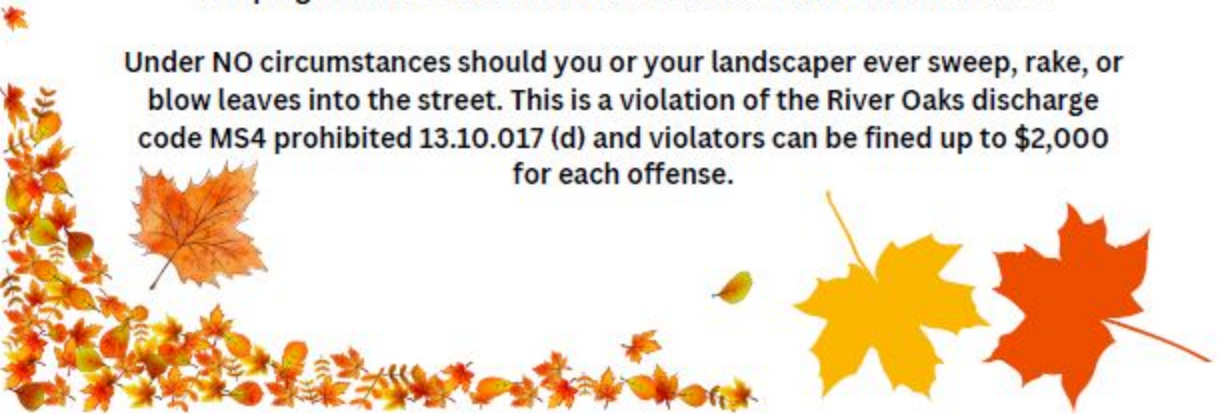 Under NO circumstances should you or your landscaper ever sweep, rake, or
blow leaves into the street. This is a violation of the River Oaks discharge
code MS4 prohibited 13.10.017 (d) and violators can be fined up to $2,000
for each offense.